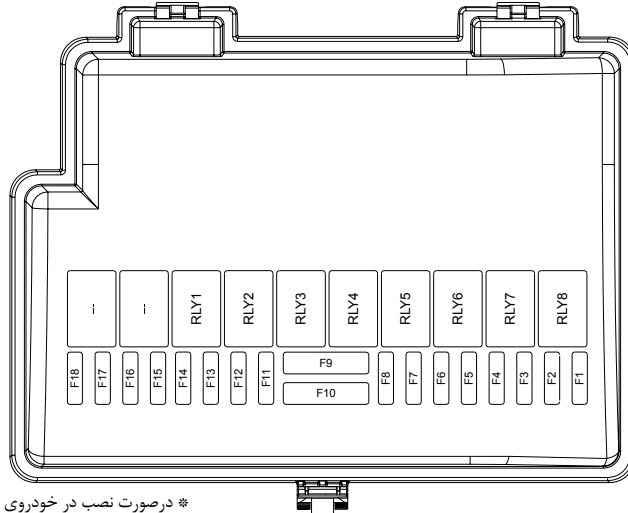 -- -- RLY1 RLY2 RLY3 RLY4 RLY5 RLY6 RLY7 RLY8
F18 F17 F16 F15 F14 F13 F12 F11 F9 F8 F7 F6 F5 F4 F3 F2 F1
F10
* درصورت نصب در خودروی